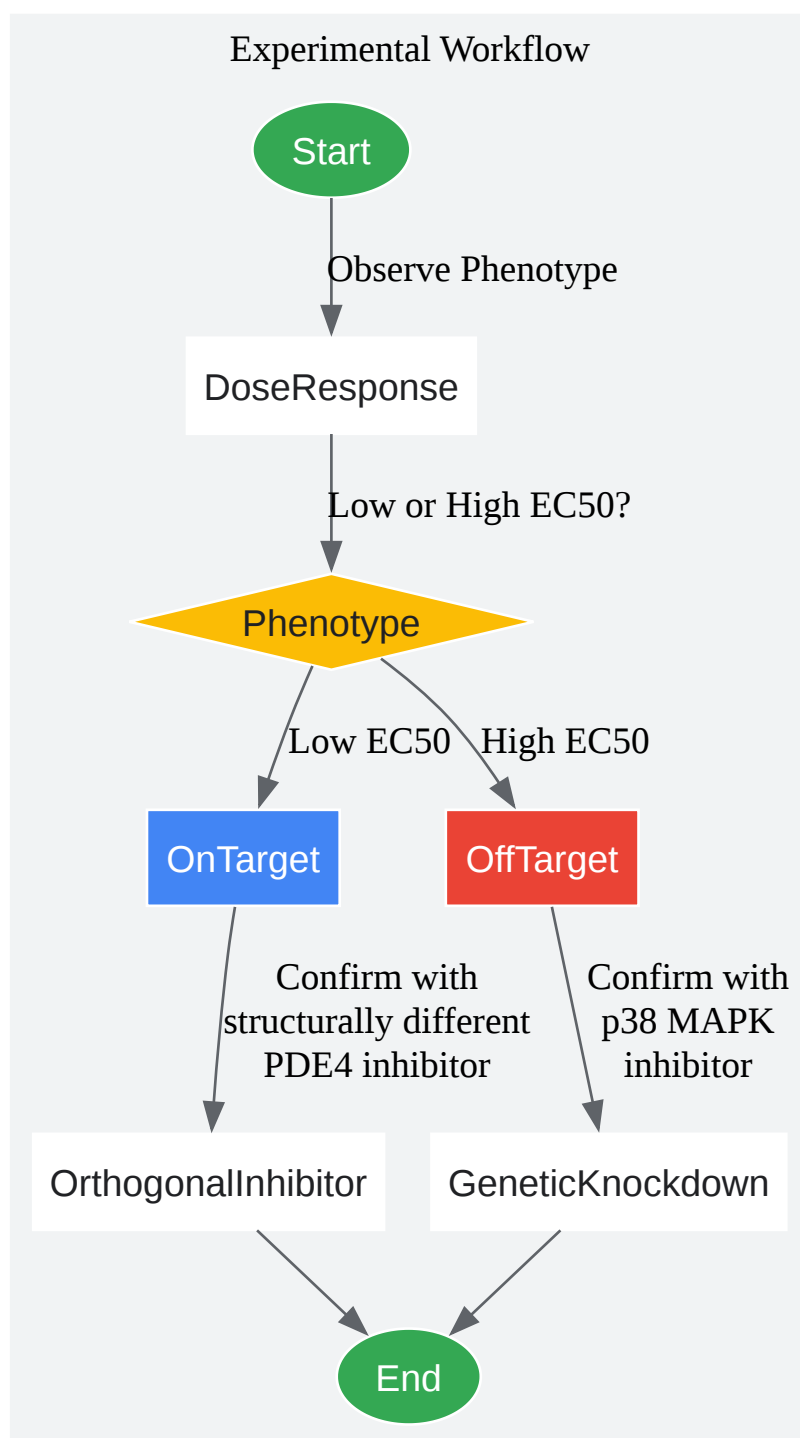 Experimental Workflow
Start
Observe Phenotype
DoseResponse
Low or High EC50?
Phenotype
Low EC50
High EC50
OnTarget
OffTarget
Confirm with
structurally different
PDE4 inhibitor
Confirm with
p38 MAPK
inhibitor
OrthogonalInhibitor
GeneticKnockdown
End